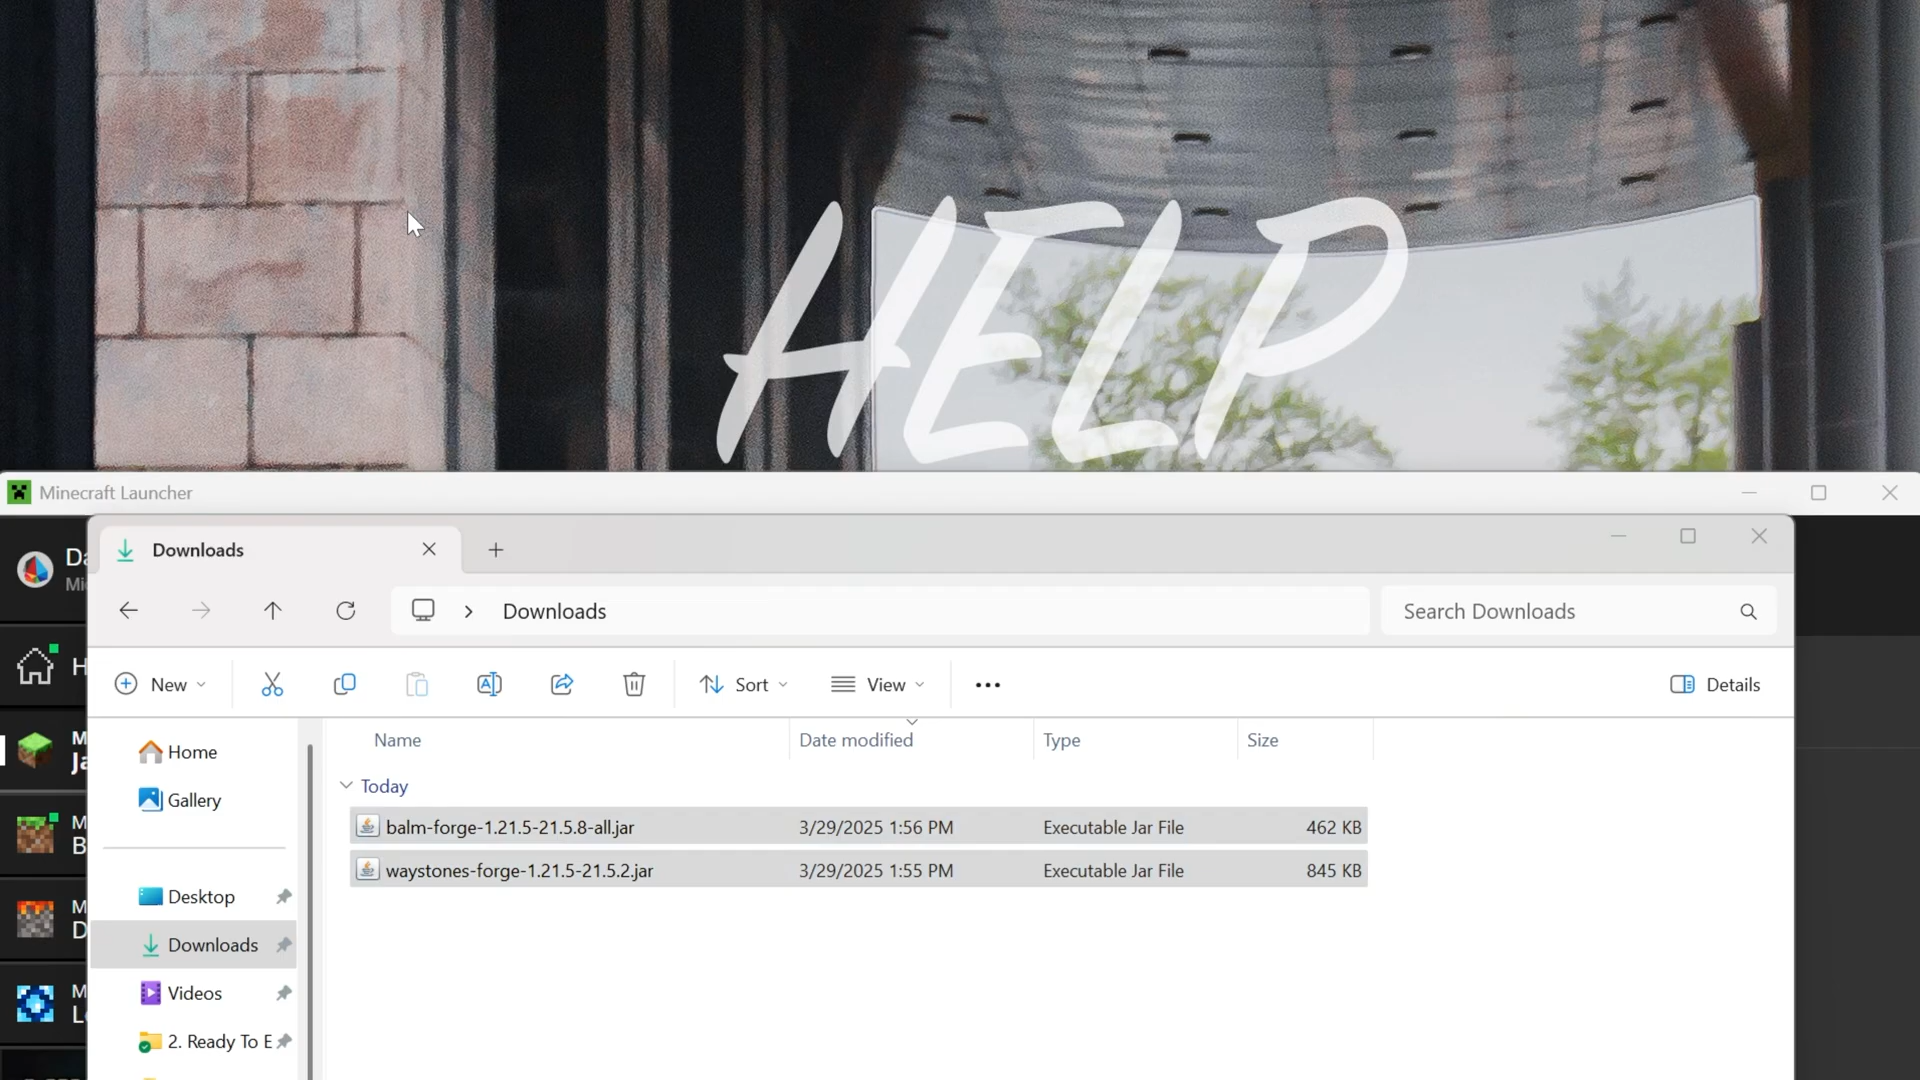 HELP
Minecraft Launcher
Da
Mi
Downloads
Downloads
Search Downloads
New
Sort
View
Details
H
M
Ja
M
B
M
D
M
L
Home
Gallery
Desktop
Downloads
Videos
2. Ready To E
Name
Date modified
Type
Size
Today
balm-forge-1.21.5-21.5.8-all.jar 3/29/2025 1:56 PM Executable Jar File 462 KB
waystones-forge-1.21.5-21.5.2.jar 3/29/2025 1:55 PM Executable Jar File 845 KB